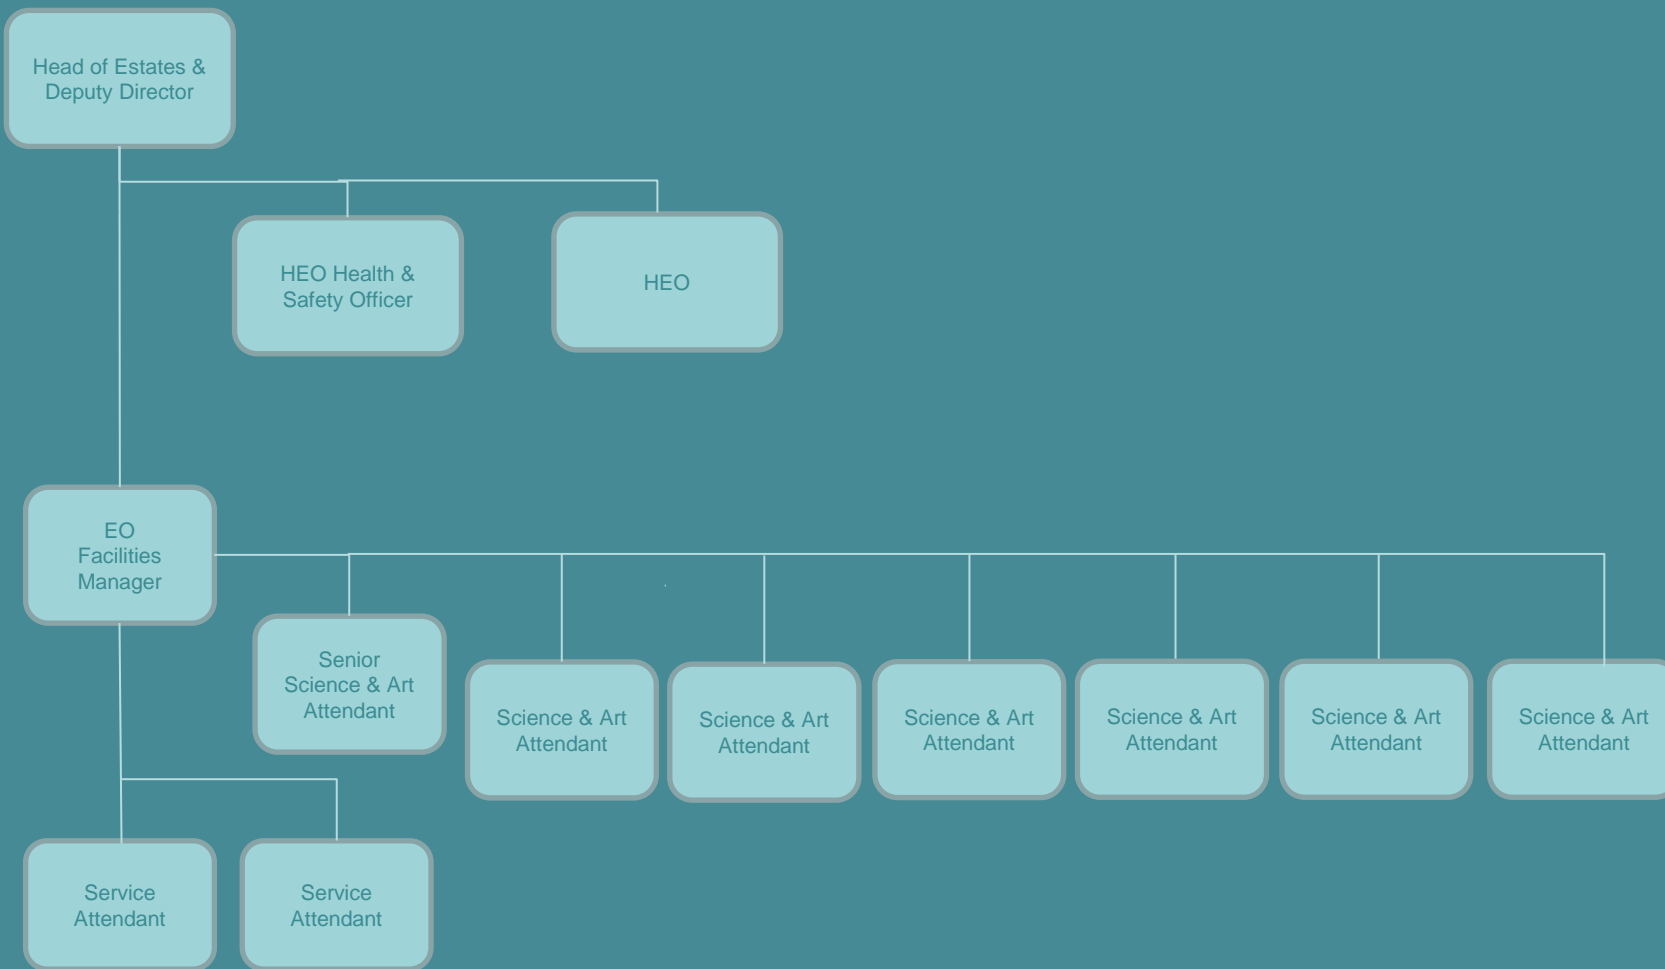 Head of Estates &
Deputy Director
HEO Health &
Safety Officer
HEO
EO
Facilities
Manager
Senior
Science & Art
Attendant
Science & Art
Attendant
Science & Art
Attendant
Science & Art
Attendant
Science & Art
Attendant
Science & Art
Attendant
Science & Art
Attendant
Service
Attendant
Service
Attendant